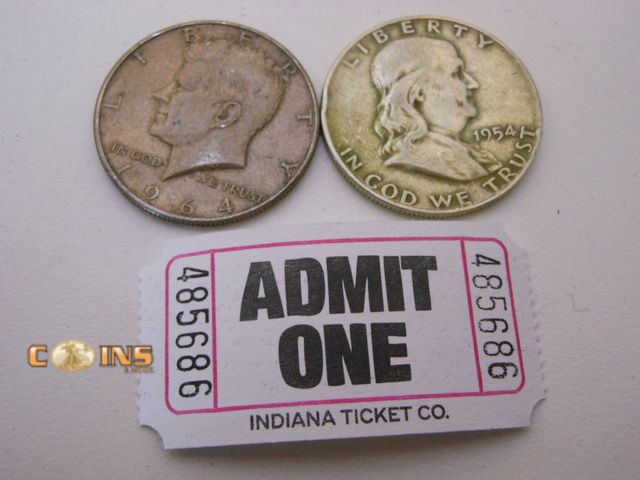 LIBERTY
IN GOD WE TRUST
1964
LIBERTY
1954
IN GOD WE TRUST
485686
ADMIT
ONE
485686
INDIANA TICKET CO.
COINS